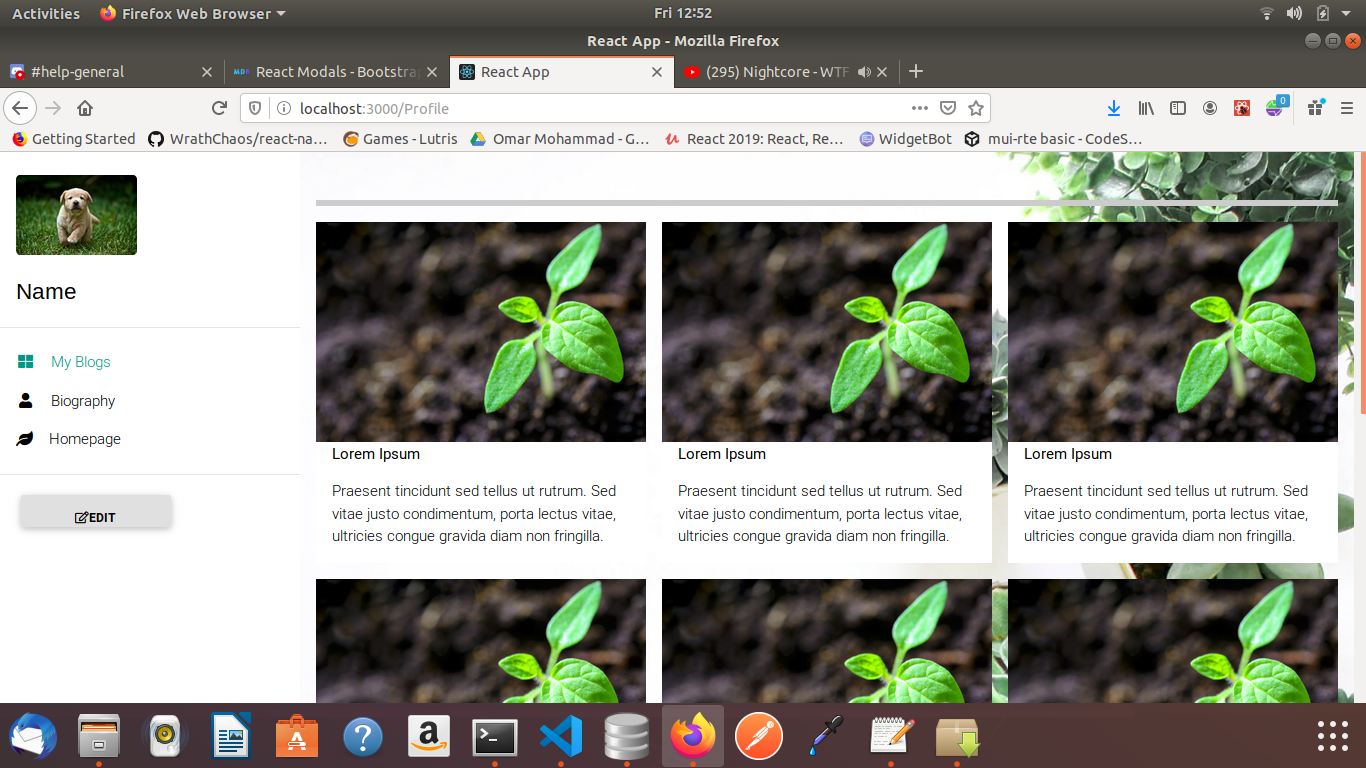 Activities
Firefox Web Browser
Fri 12:52
React App - Mozilla Firefox
#help-general
MDB
React Modals - Bootstrap
React App
(295) Nightcore - WTF
localhost:3000/Profile
0
Getting Started
WrathChaos/react-na…
Games - Lutris
Omar Mohammad - G…
React 2019: React, Re…
WidgetBot
mui-rte basic - CodeS…
Name
My Blogs
Biography
Homepage
EDIT
Lorem Ipsum
Praesent tincidunt sed tellus ut rutrum. Sed
vitae justo condimentum, porta lectus vitae,
ultricies congue gravida diam non fringilla.
Lorem Ipsum
Praesent tincidunt sed tellus ut rutrum. Sed
vitae justo condimentum, porta lectus vitae,
ultricies congue gravida diam non fringilla.
Lorem Ipsum
Praesent tincidunt sed tellus ut rutrum. Sed
vitae justo condimentum, porta lectus vitae,
ultricies congue gravida diam non fringilla.